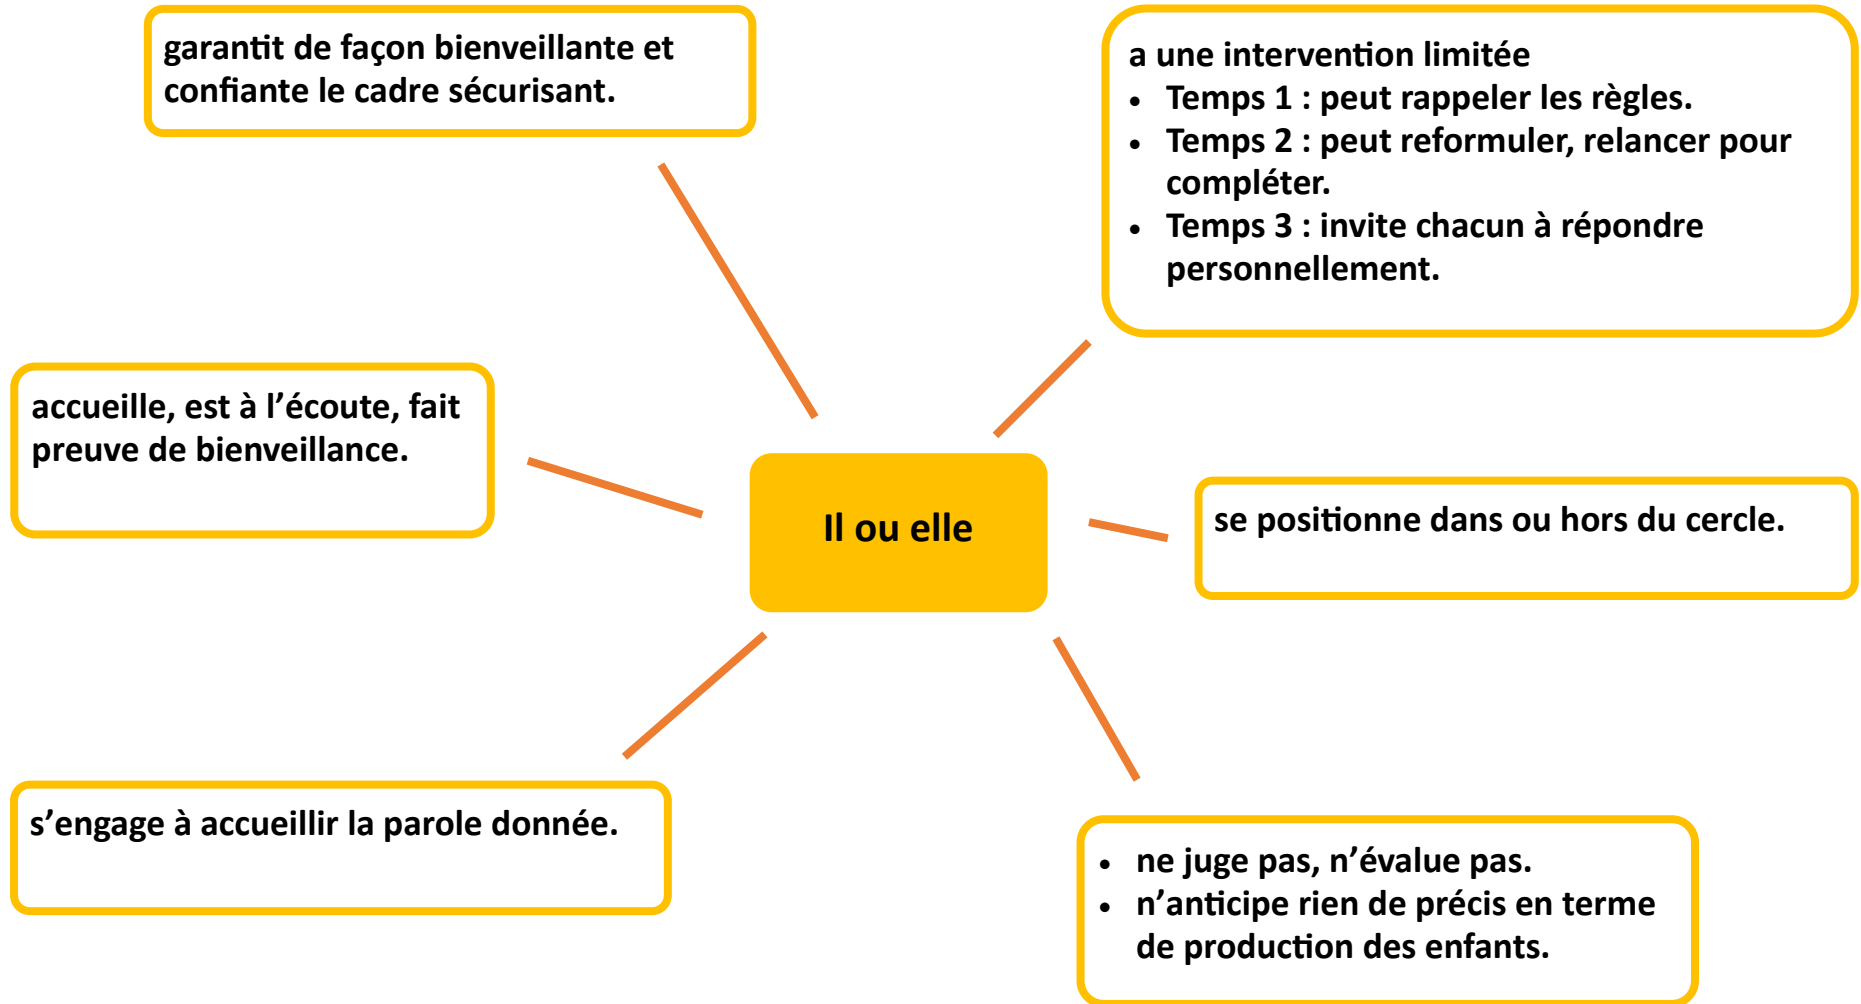 garantit de façon bienveillante et
confiante le cadre sécurisant.
a une intervention limitée
• Temps 1 : peut rappeler les règles.
• Temps 2 : peut reformuler, relancer pour
compléter.
• Temps 3 : invite chacun à répondre
personnellement.
accueille, est à l’écoute, fait
preuve de bienveillance.
Il ou elle
se positionne dans ou hors du cercle.
s’engage à accueillir la parole donnée.
• ne juge pas, n’évalue pas.
• n’anticipe rien de précis en terme
de production des enfants.